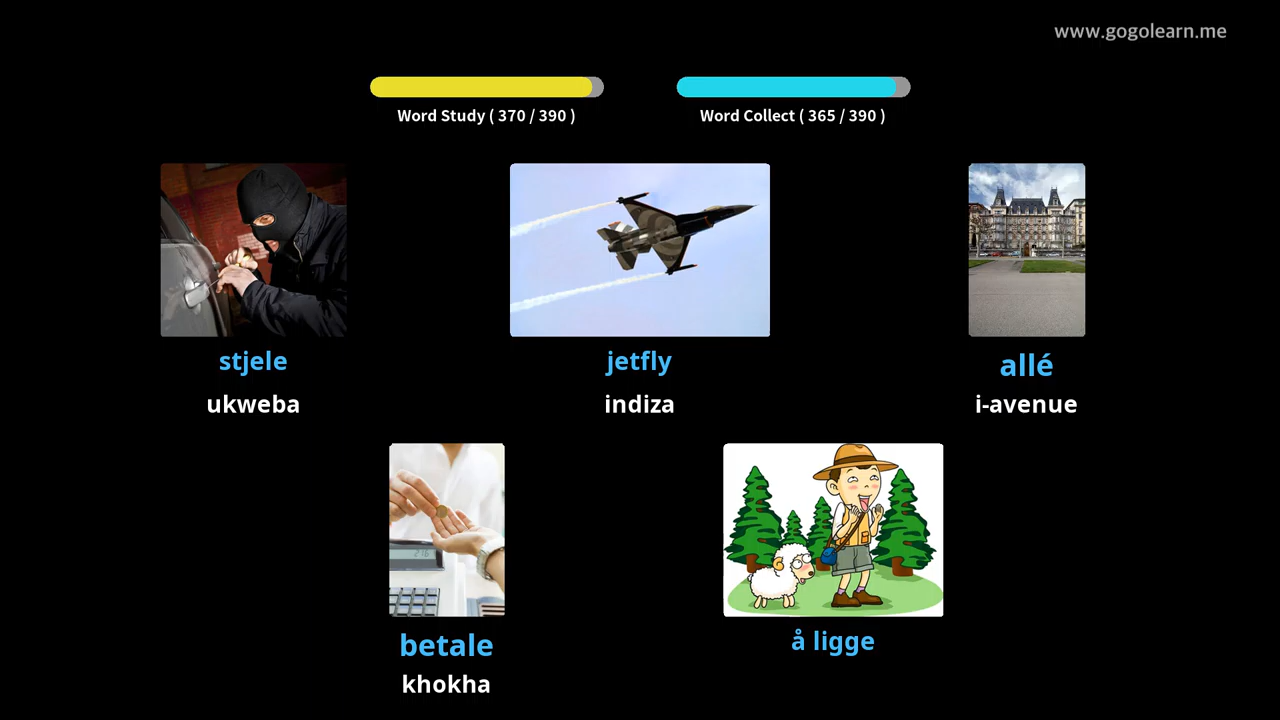 www.gogolearn.me
Word Study ( 370 / 390 )
Word Collect ( 365 / 390 )
stjele
jetfly
allé
ukweba
indiza
i-avenue
betale
å ligge
khokha